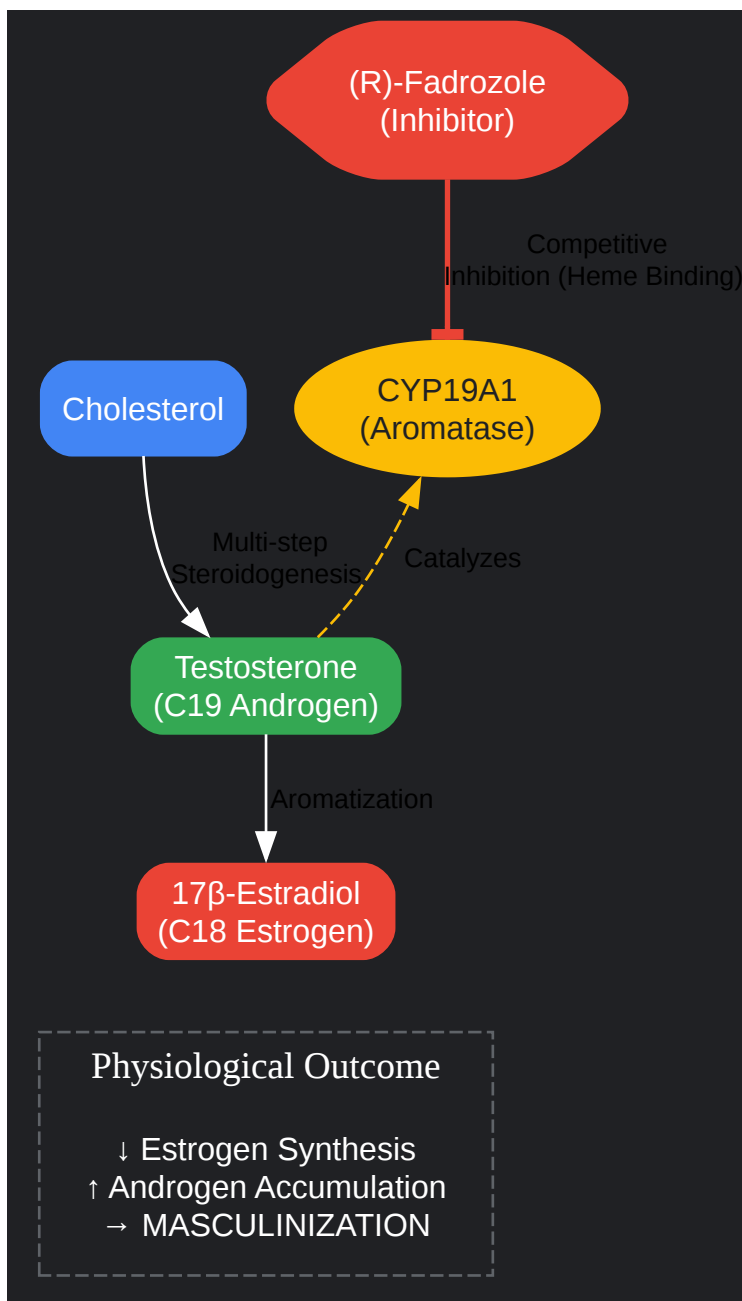 (R)-Fadrozole
(Inhibitor)
Competitive
Inhibition (Heme Binding)
CYP19A1
(Aromatase)
Cholesterol
Multi-step
Steroidogenesis
Catalyzes
Testosterone
(C19 Androgen)
Aromatization
17β-Estradiol
(C18 Estrogen)
Physiological Outcome
↓ Estrogen Synthesis
↑ Androgen Accumulation
→ MASCULINIZATION